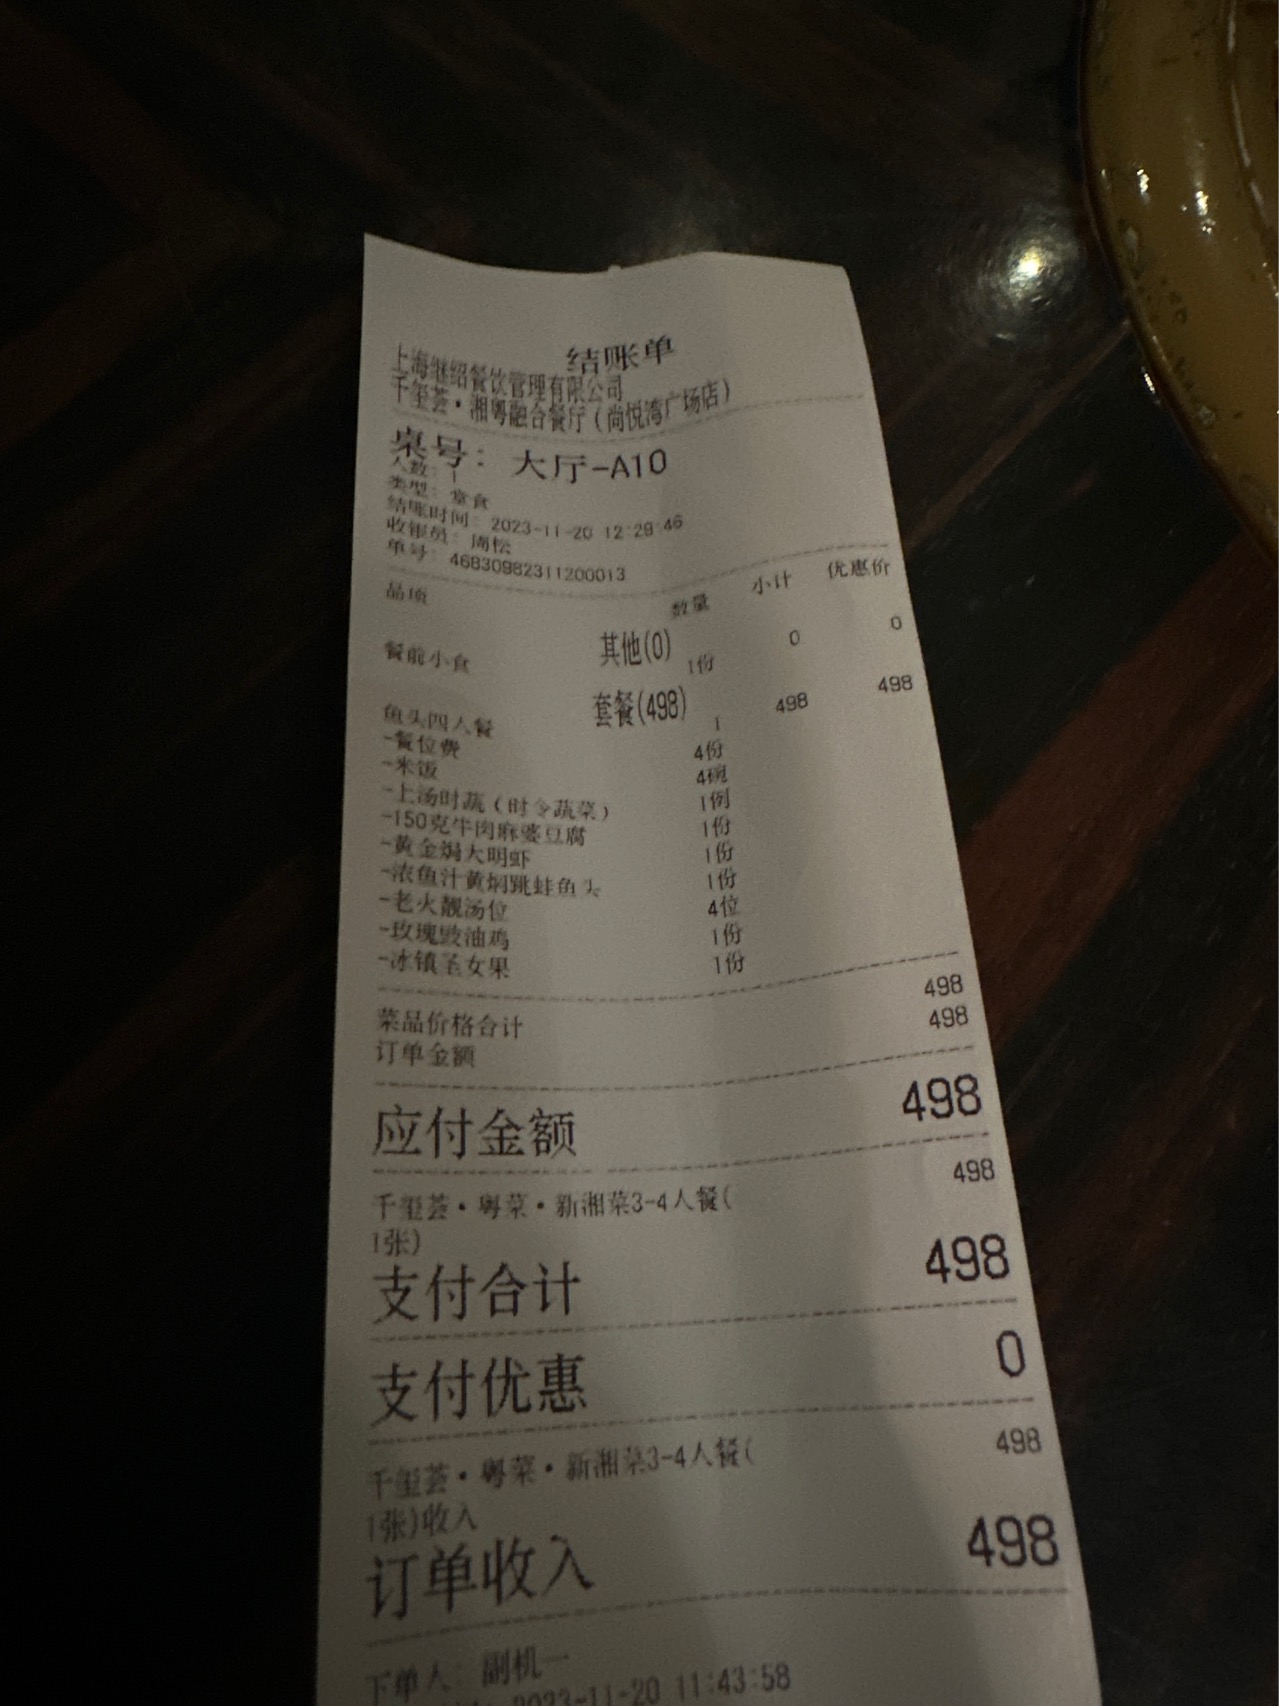 结账单
上海继绍餐饮管理有限公司
千玺荟·湘粤融合餐厅(尚悦湾广场店)
桌号: 大厅-A10
人数: 1
类型: 堂食
结账时间: 2023-11-20 12:29:46
收银员: 周松
单号: 46830982311200013
品项 数量 小计 优惠价
其他(0)
餐前小食 1份 0 0
套餐(498)
鱼头四人餐 1 498 498
-餐位费 4份
-米饭 4碗
-上汤时蔬(时令蔬菜) 1例
-150克牛肉麻婆豆腐 1份
-黄金焗大明虾 1份
-浓鱼汁黄焖跳蛙鱼头 1份
-老火靓汤位 4位
-玫瑰豉油鸡 1份
-冰镇圣女果 1份
菜品价格合计 498
订单金额 498
应付金额 498
千玺荟·粤菜·新湘菜3-4人餐( 498
1张)
支付合计 498
支付优惠 0
千玺荟·粤菜·新湘菜3-4人餐( 498
1张)收入
订单收入 498
下单人: 副机一
2023-11-20 11:43:58